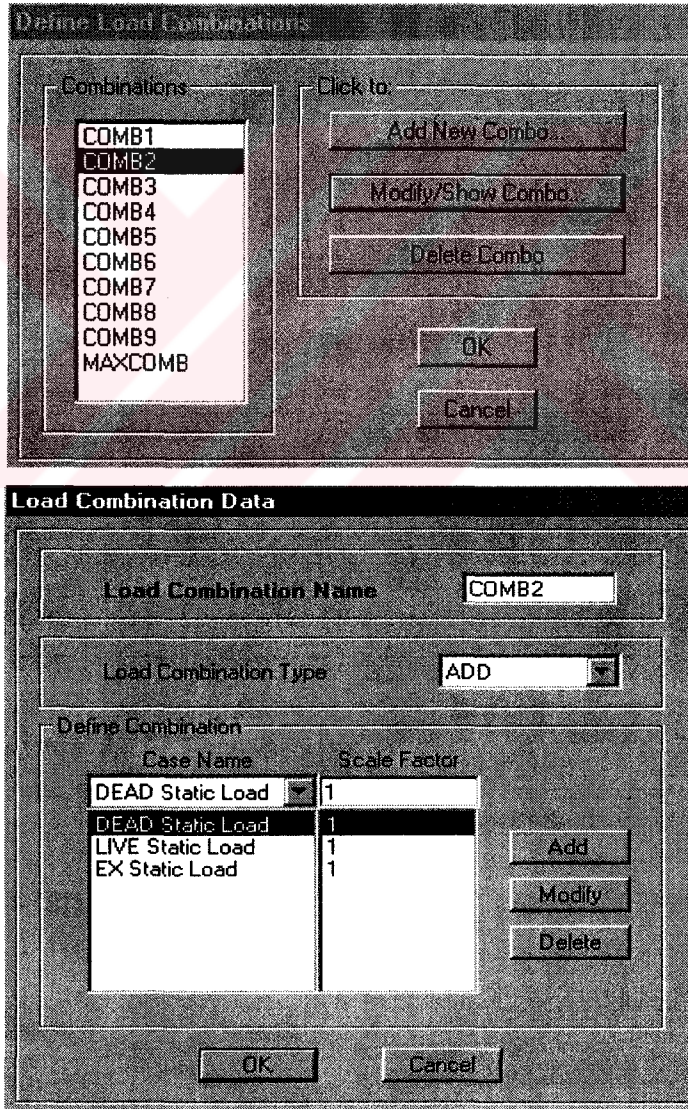 Define Load Combinations
Combinations
COMB1
COMB2
COMB3
COMB4
COMB5
COMB6
COMB7
COMB8
COMB9
MAXCOMB
Click to:
Add New Combo...
Modify/Show Combo...
Delete Combo
OK
Cancel
Load Combination Data
Load Combination Name COMB2
Load Combination Type ADD
Define Combination
Case Name Scale Factor
DEAD Static Load 1
DEAD Static Load 1
LIVE Static Load 1
EX Static Load 1
Add
Modify
Delete
OK Cancel